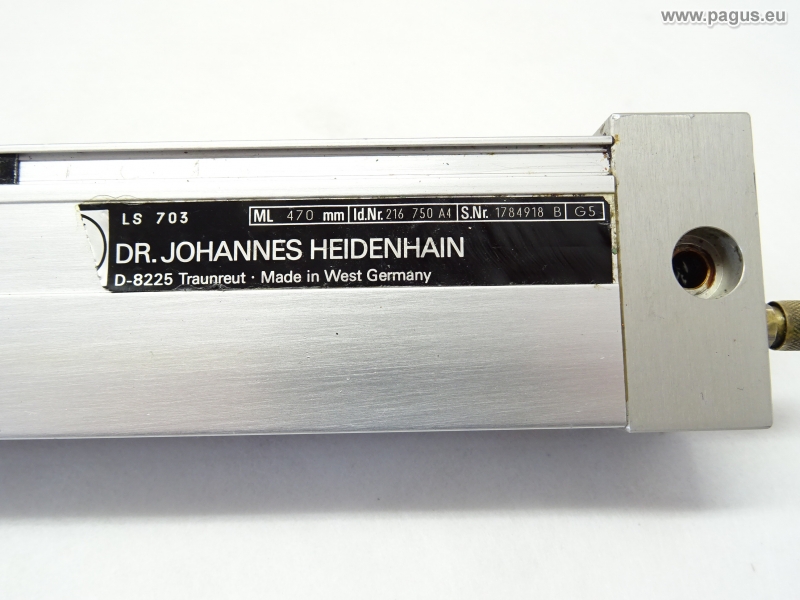 www.pagus.eu
LS 703 ML 470 mm Id.Nr. 216 750 A4 S.Nr. 1784918 B G5
DR. JOHANNES HEIDENHAIN
D-8225 Traunreut · Made in West Germany